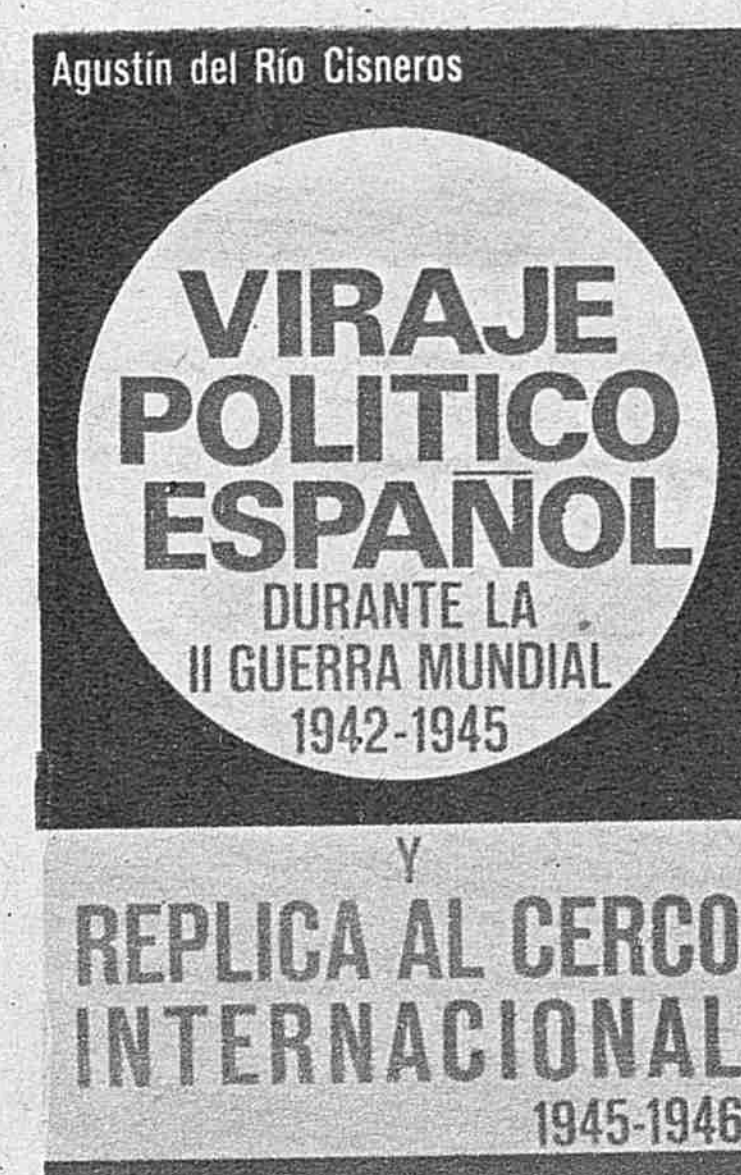 Agustín del Río Cisneros
VIRAJE
POLITICO
ESPAÑOL
DURANTE LA
II GUERRA MUNDIAL
1942-1945
Y
REPLICA AL CERCO
INTERNACIONAL
1945-1946